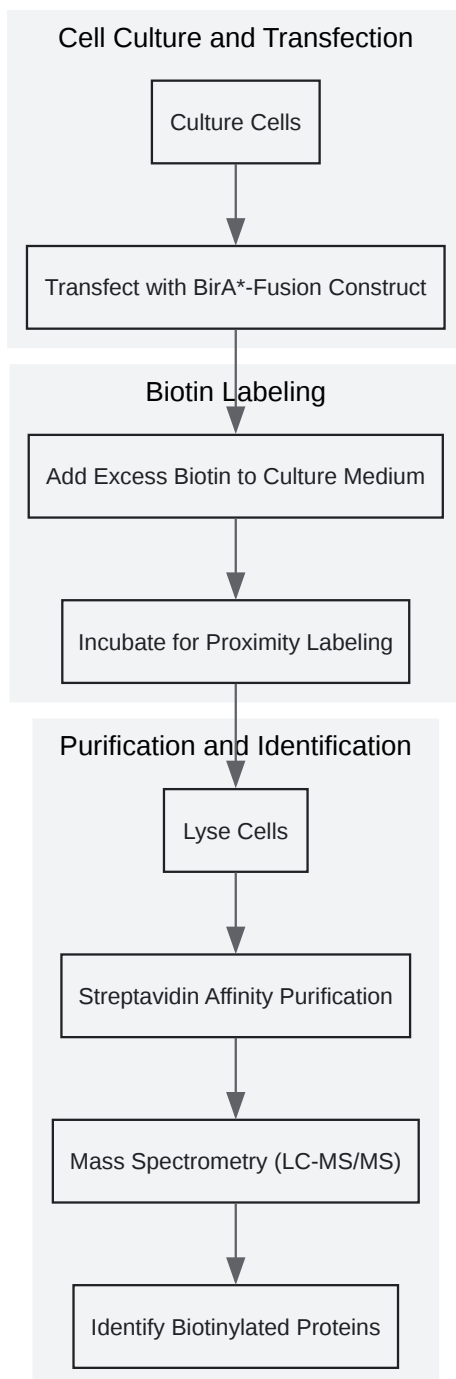 Cell Culture and Transfection
Culture Cells
Transfect with BirA*-Fusion Construct
Biotin Labeling
Add Excess Biotin to Culture Medium
Incubate for Proximity Labeling
Purification and Identification
Lyse Cells
Streptavidin Affinity Purification
Mass Spectrometry (LC-MS/MS)
Identify Biotinylated Proteins